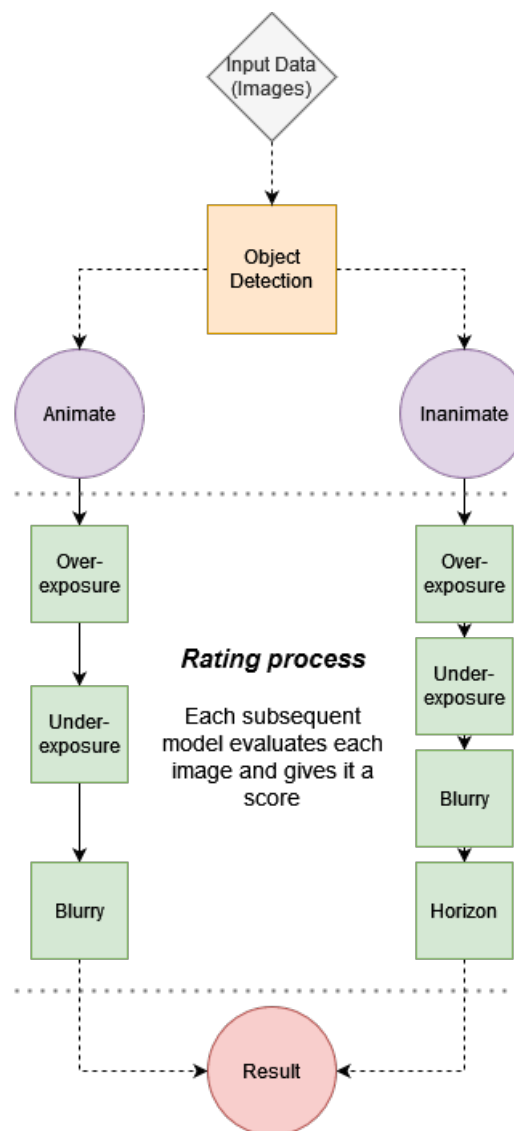 Input Data
(Images)
Object
Detection
Animate
Inanimate
Over-
exposure
Over-
exposure
Rating process
Under-
exposure
Under-
exposure
Each subsequent
model evaluates each
image and gives it a
score
Blurry
Blurry
Horizon
Result